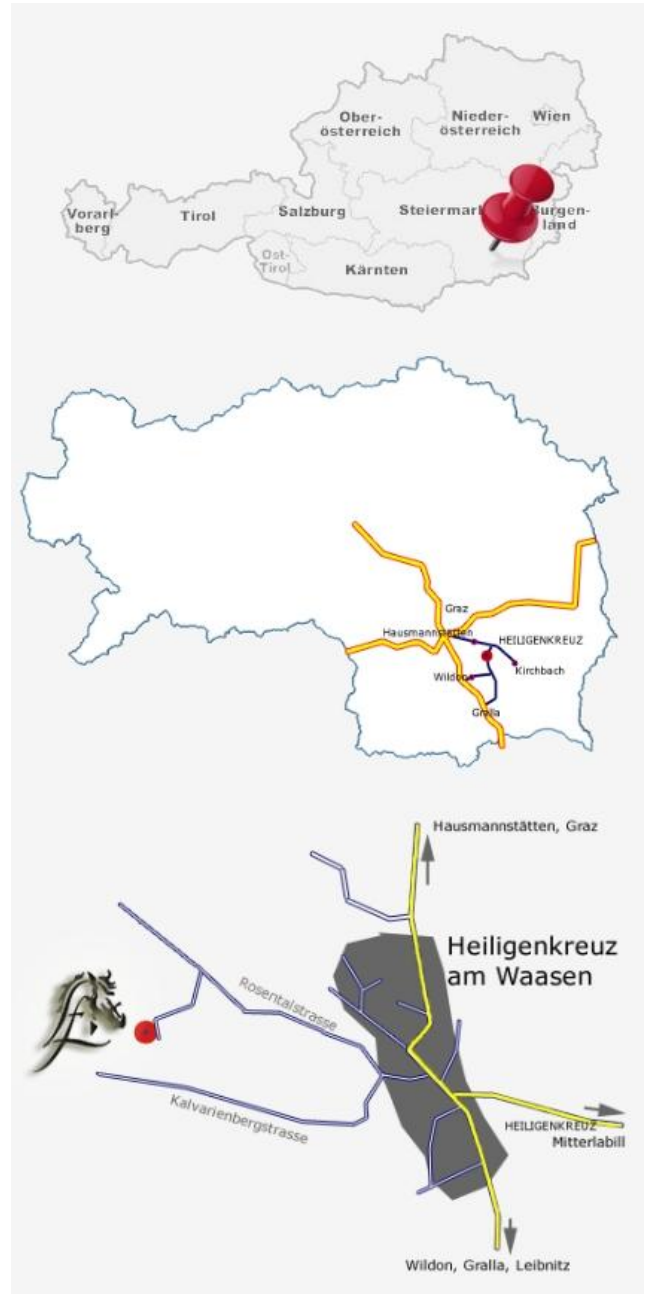 Ober-
österreich
Nieder-
österreich
Wien
Vorarl-
berg
Tirol
Salzburg
Steiermark
Burgen-
land
Ost-
Tirol
Kärnten
Graz
Hausmannstätten
HEILIGENKREUZ
Kirchbach
Wildon
Gralla
Hausmannstätten, Graz
Heiligenkreuz
am Waasen
Rosentalstrasse
Kalvarienbergstrasse
HEILIGENKREUZ
Mitterlabill
Wildon, Gralla, Leibnitz